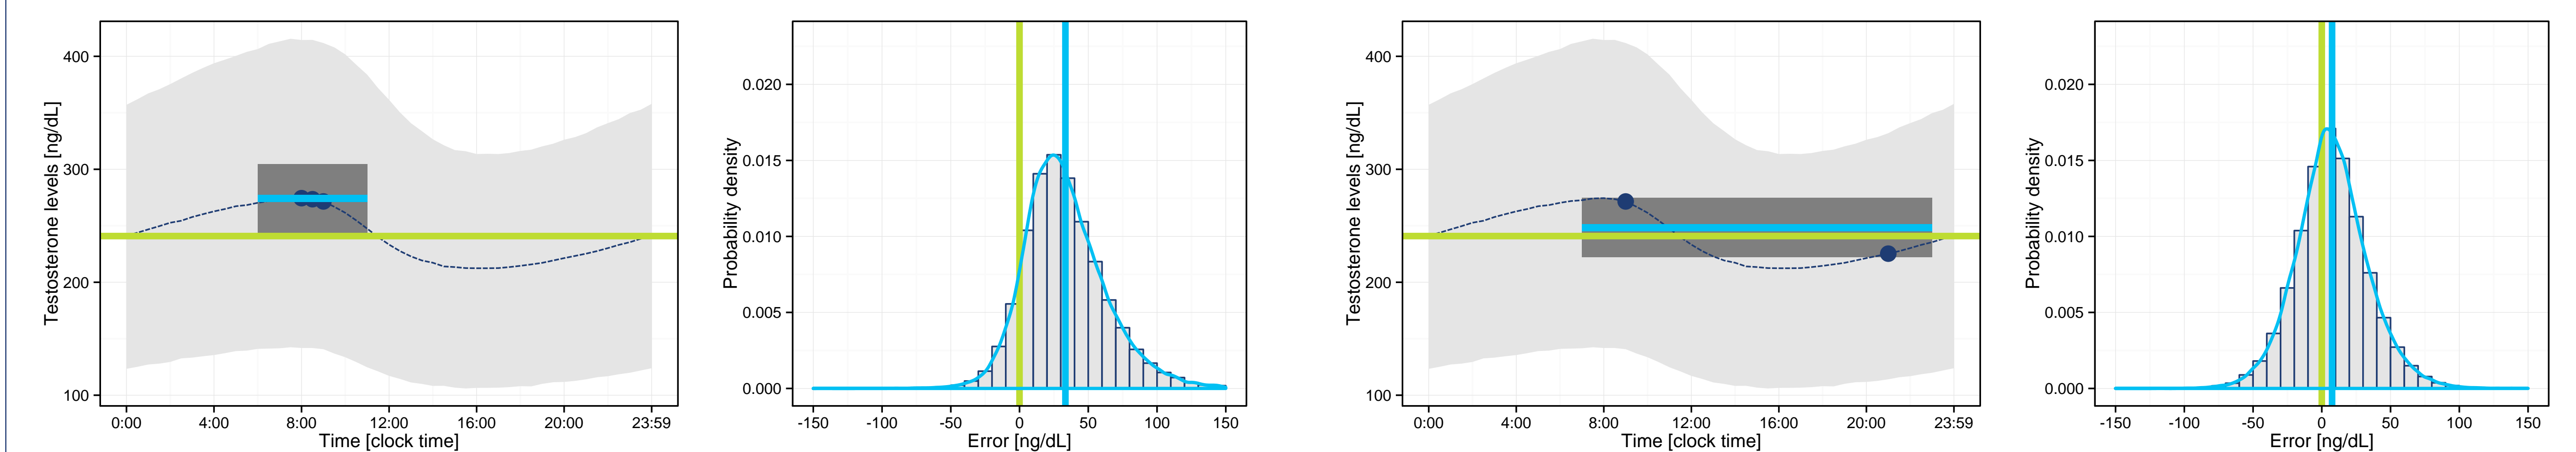 Testosterone levels [ng/dL]
400
300
200
100
0:00 4:00 8:00 12:00 16:00 20:00 23:59
Time [clock time]
Probability density
0.020
0.015
0.010
0.005
0.000
-150 -100 -50 0 50 100 150
Error [ng/dL]
Testosterone levels [ng/dL]
400
300
200
100
0:00 4:00 8:00 12:00 16:00 20:00 23:59
Time [clock time]
Probability density
0.020
0.015
0.010
0.005
0.000
-150 -100 -50 0 50 100 150
Error [ng/dL]